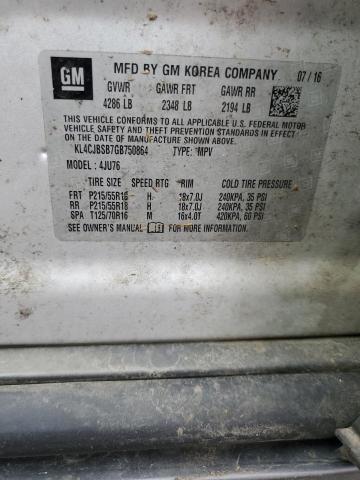 GM
MFD BY GM KOREA COMPANY 07/16
GVWR GAWR FRT GAWR RR
4286 LB 2348 LB 2194 LB
THIS VEHICLE CONFORMS TO ALL APPLICABLE U.S. FEDERAL MOTOR
VEHICLE SAFETY, BUMPER, AND THEFT PREVENTION STANDARDS IN EFFECT
ON THE DATE OF MANUFACTURE SHOWN ABOVE.
KL4CJBSB7GB750864 TYPE: MPV
MODEL: 4JU76
TIRE SIZE SPEED RTG RIM COLD TIRE PRESSURE
FRT P215/55R18 H 18x7.0J 240KPA, 35 PSI
RR P215/55R18 H 18x7.0J 240KPA, 35 PSI
SPA T125/70R16 M 16x4.0T 420KPA, 60 PSI
SEE OWNER'S MANUAL FOR MORE INFORMATION.